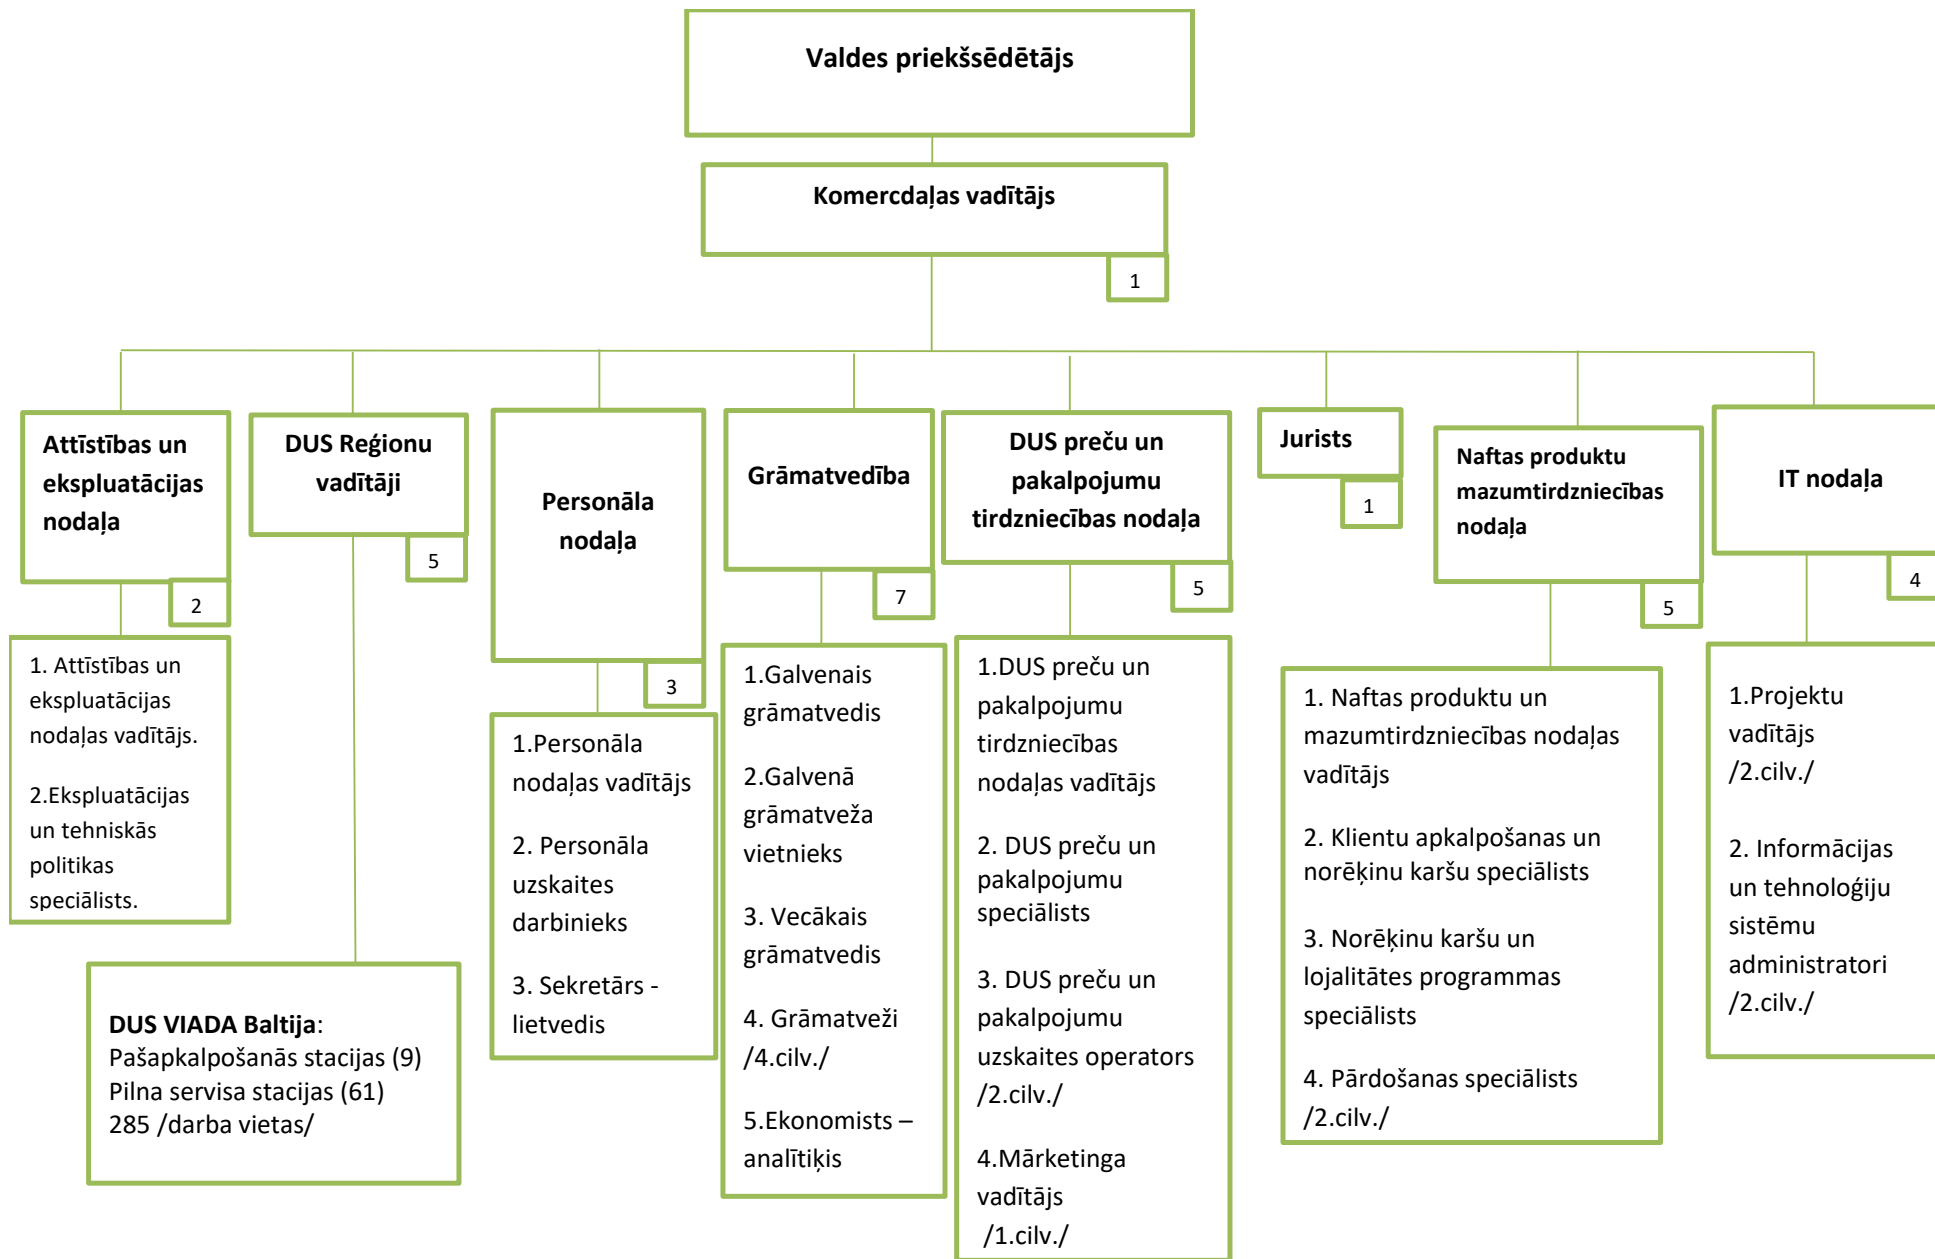 Valdes priekšsēdētājs
Komercdaļas vadītājs
1
Attīstības un
ekspluatācijas
nodaļa
2
1. Attīstības un
ekspluatācijas
nodaļas vadītājs.
2.Ekspluatācijas
un tehniskās
politikas
speciālists.
DUS Reģionu
vadītāji
5
DUS VIADA Baltija:
Pašapkalpošanās stacijas (9)
Pilna servisa stacijas (61)
285 /darba vietas/
Personāla
nodaļa
3
1.Personāla
nodaļas vadītājs
2. Personāla
uzskaites
darbinieks
3. Sekretārs -
lietvedis
Grāmatvedība
7
1.Galvenais
grāmatvedis
2.Galvenā
grāmatveža
vietnieks
3. Vecākais
grāmatvedis
4. Grāmatveži
/4.cilv./
5.Ekonomists –
analītiķis
DUS preču un
pakalpojumu
tirdzniecības nodaļa
5
1.DUS preču un
pakalpojumu
tirdzniecības
nodaļas vadītājs
2. DUS preču un
pakalpojumu
speciālists
3. DUS preču un
pakalpojumu
uzskaites operators
/2.cilv./
4.Mārketinga
vadītājs
/1.cilv./
Jurists
1
Naftas produktu
mazumtirdzniecības
nodaļa
5
1. Naftas produktu un
mazumtirdzniecības nodaļas
vadītājs
2. Klientu apkalpošanas un
norēķinu karšu speciālists
3. Norēķinu karšu un
lojalitātes programmas
speciālists
4. Pārdošanas speciālists
/2.cilv./
IT nodaļa
4
1.Projektu
vadītājs
/2.cilv./
2. Informācijas
un tehnoloģiju
sistēmu
administratori
/2.cilv./